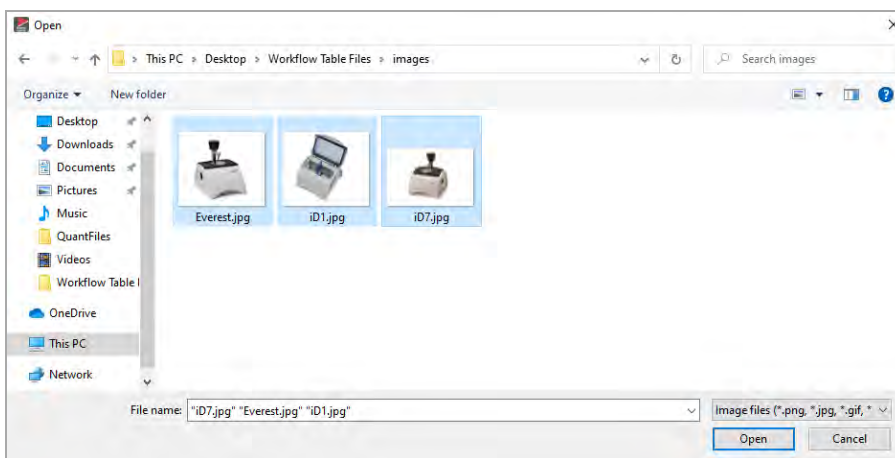 Open
This PC > Desktop > Workflow Table Files > images
Search images
Organize
New folder
Desktop
Downloads
Documents
Pictures
Music
QuantFiles
Videos
Workflow Table
OneDrive
This PC
Network
Everest.jpg
iD1.jpg
iD7.jpg
File name:
"iD7.jpg" "Everest.jpg" "iD1.jpg"
Image files (*.png, *.jpg, *.gif, *
Open
Cancel